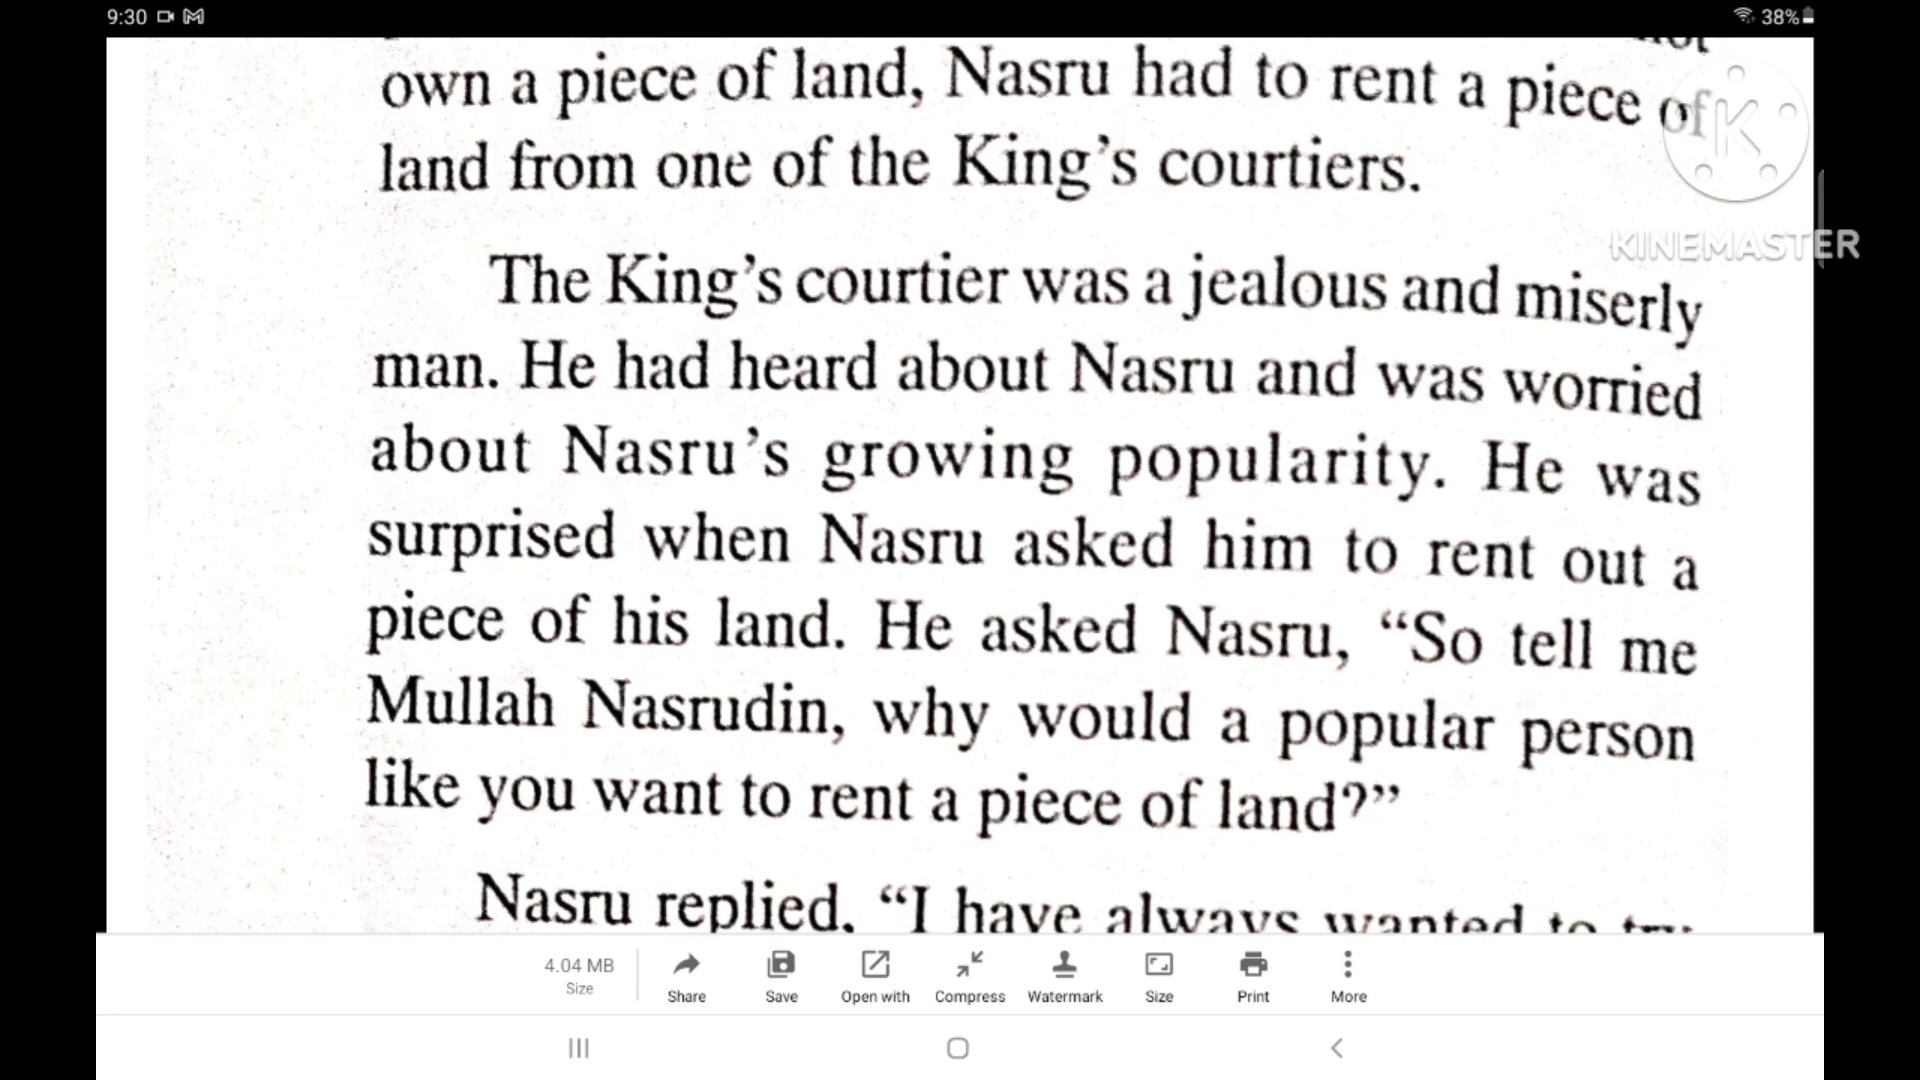 9:30
38%
own a piece of land, Nasru had to rent a piece of
land from one of the King's courtiers.
K
KINEMASTER
The King's courtier was a jealous and miserly
man. He had heard about Nasru and was worried
about Nasru's growing popularity. He was
surprised when Nasru asked him to rent out a
piece of his land. He asked Nasru, “So tell me
Mullah Nasrudin, why would a popular person
like you want to rent a piece of land?”
Nasru replied, “I have always wanted to try
4.04 MB
Size
Share
Save
Open with
Compress
Watermark
Size
Print
More